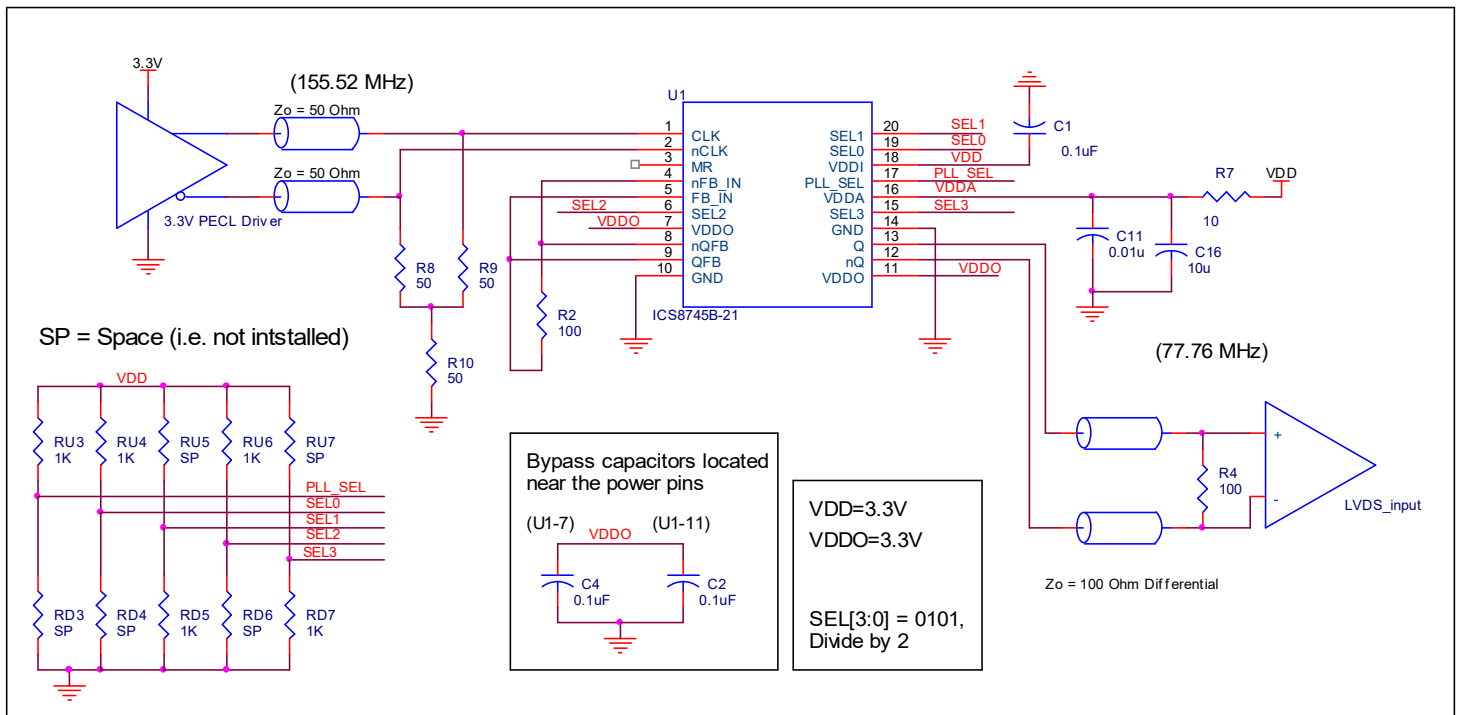 3.3V
(155.52 MHz)
Zo = 50 Ohm
Zo = 50 Ohm
3.3V PECL Driver
R8
50
R9
50
R10
50
R2
100
U1
1
CLK
2
nCLK
3
MR
4
nFB_IN
5
FB_IN
SEL2
6
SEL2
VDDO
7
VDDO
8
nQFB
9
QFB
10
GND
20
SEL1
SEL1
19
SEL0
SEL0
18
VDDI
VDD
17
PLL_SEL
PLL_SEL
16
VDDA
VDDA
15
SEL3
SEL3
14
GND
13
Q
12
nQ
11
VDDO
VDDO
ICS8745B-21
C1
0.1uF
R7
10
VDD
C11
0.01u
C16
10u
(77.76 MHz)
R4
100
+
-
LVDS_input
Zo = 100 Ohm Differential
SP = Space (i.e. not intstalled)
VDD
RU3
1K
RU4
1K
RU5
SP
RU6
1K
RU7
SP
PLL_SEL
SEL0
SEL1
SEL2
SEL3
RD3
SP
RD4
SP
RD5
1K
RD6
SP
RD7
1K
Bypass capacitors located
near the power pins
(U1-7)
(U1-11)
VDDO
C4
0.1uF
C2
0.1uF
VDD=3.3V
VDDO=3.3V
SEL[3:0] = 0101,
Divide by 2